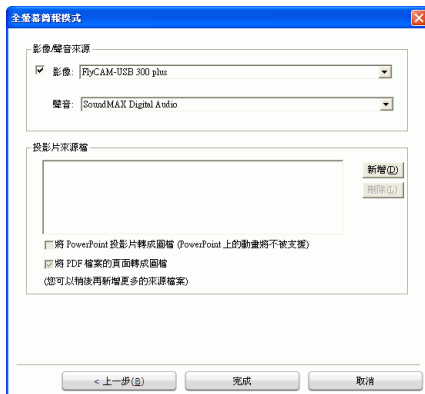 全螢幕簡報模式
影像/聲音來源
影像: FlyCAM-USB 300 plus
聲音: SoundMAX Digital Audio
投影片來源檔
新增(D)
刪除(L)
將 PowerPoint 投影片轉成圖檔 (PowerPoint 上的動畫將不被支援)
將 PDF 檔案的頁面轉成圖檔
(您可以稍後再新增更多的來源檔案)
< 上一步(B)
完成
取消